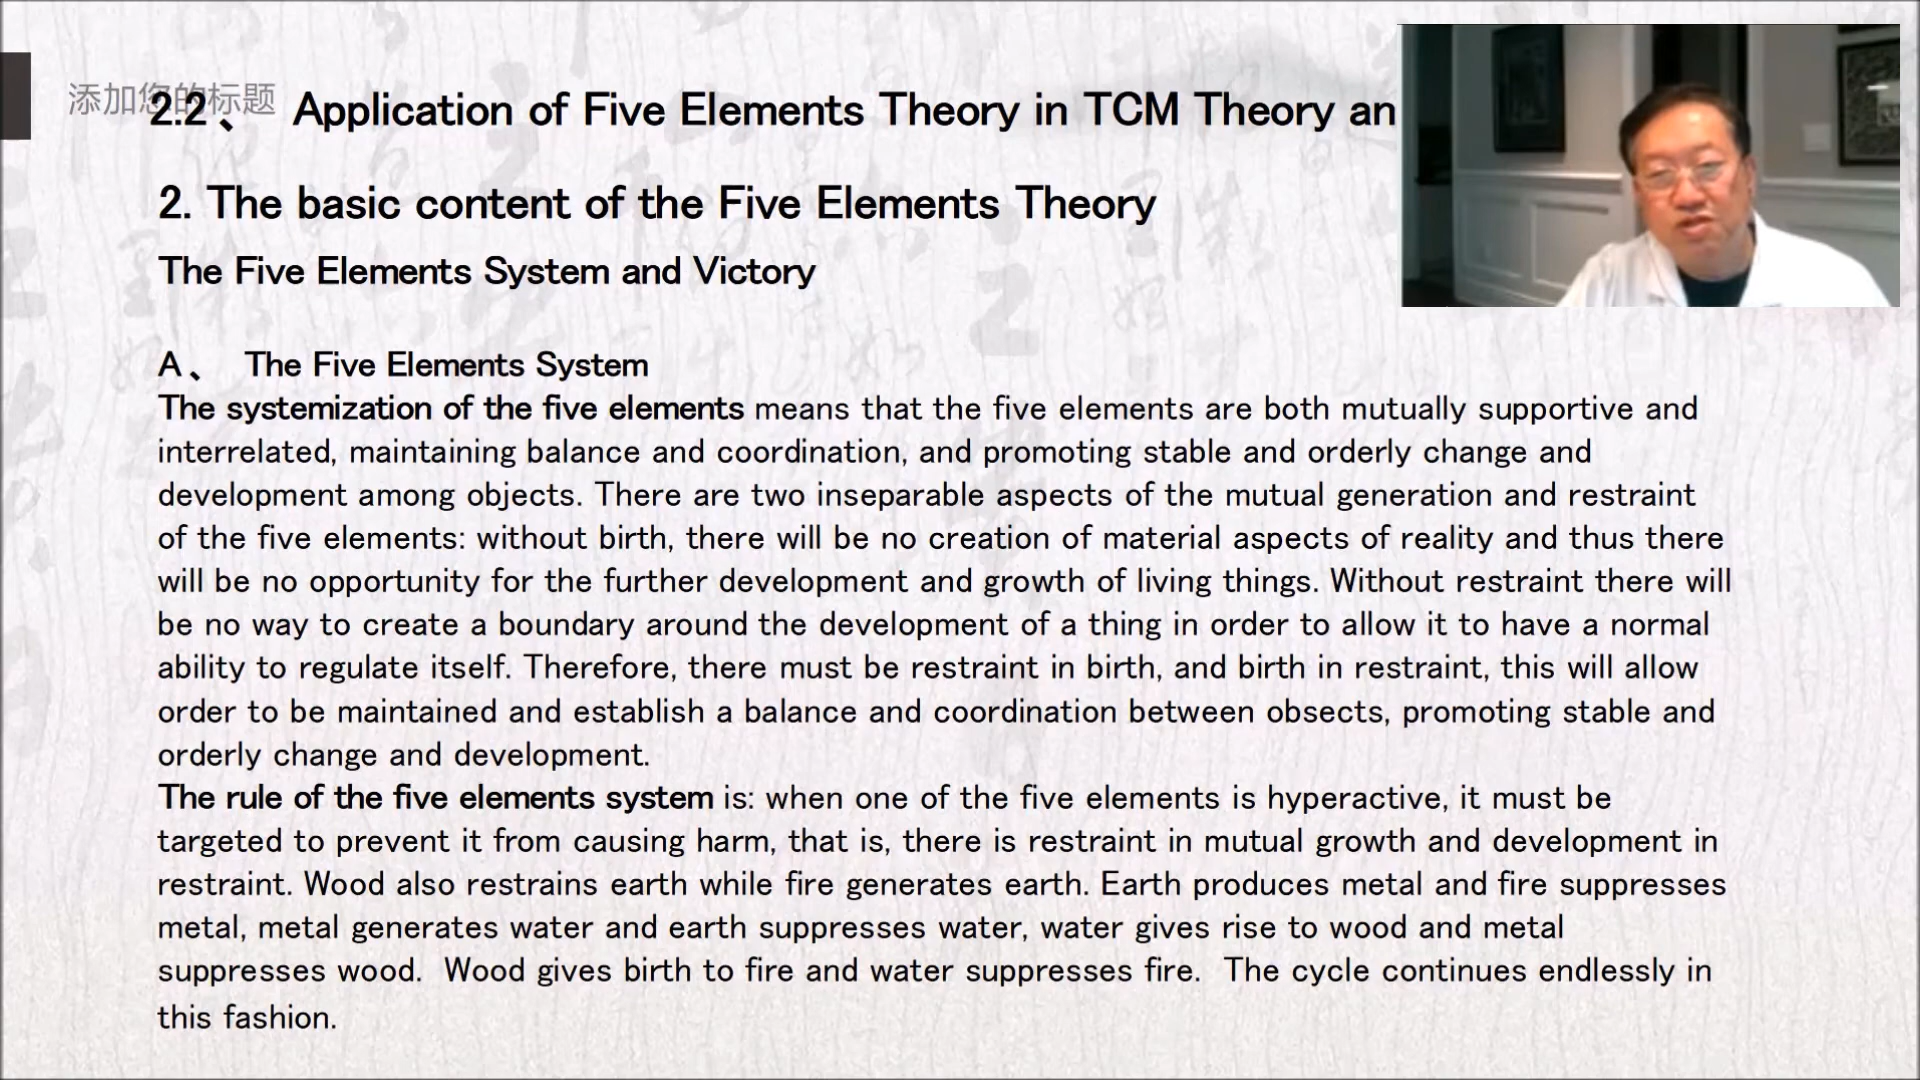 添加您的标题
2.2、 Application of Five Elements Theory in TCM Theory an
2. The basic content of the Five Elements Theory
The Five Elements System and Victory
A、 The Five Elements System
The systemization of the five elements means that the five elements are both mutually supportive and
interrelated, maintaining balance and coordination, and promoting stable and orderly change and
development among objects. There are two inseparable aspects of the mutual generation and restraint
of the five elements: without birth, there will be no creation of material aspects of reality and thus there
will be no opportunity for the further development and growth of living things. Without restraint there will
be no way to create a boundary around the development of a thing in order to allow it to have a normal
ability to regulate itself. Therefore, there must be restraint in birth, and birth in restraint, this will allow
order to be maintained and establish a balance and coordination between obsects, promoting stable and
orderly change and development.
The rule of the five elements system is: when one of the five elements is hyperactive, it must be
targeted to prevent it from causing harm, that is, there is restraint in mutual growth and development in
restraint. Wood also restrains earth while fire generates earth. Earth produces metal and fire suppresses
metal, metal generates water and earth suppresses water, water gives rise to wood and metal
suppresses wood. Wood gives birth to fire and water suppresses fire. The cycle continues endlessly in
this fashion.